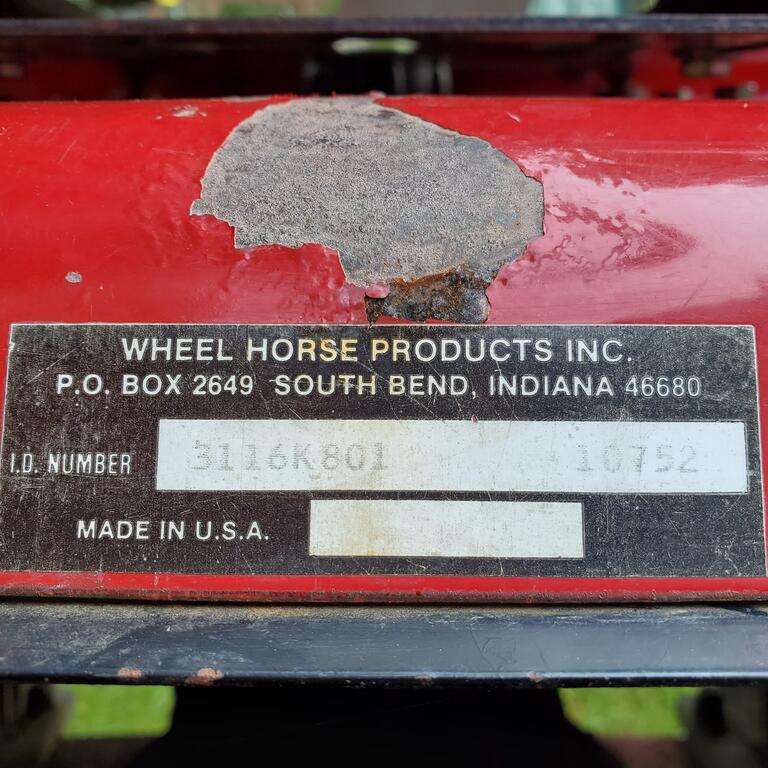 WHEEL HORSE PRODUCTS INC.
P.O. BOX 2649 SOUTH BEND, INDIANA 46680
I.D. NUMBER 3116K801 10752
MADE IN U.S.A.